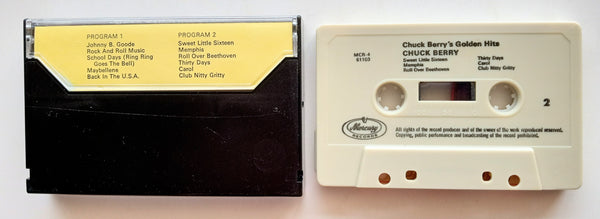 PROGRAM 1
Johnny B. Goode
Rock And Roll Music
School Days (Ring Ring
Goes The Bell)
Maybellene
Back In The U.S.A.
PROGRAM 2
Sweet Little Sixteen
Memphis
Roll Over Beethoven
Thirty Days
Carol
Club Nitty Gritty
Chuck Berry's Golden Hits
MCR-4
61103
CHUCK BERRY
Sweet Little Sixteen
Memphis
Roll Over Beethoven
Thirty Days
Carol
Club Nitty Gritty
2
Mercury
RECORDS
All rights of the record producer and of the owner of the work reproduced reserved.
Copying, public performance and broadcasting of the record prohibited.